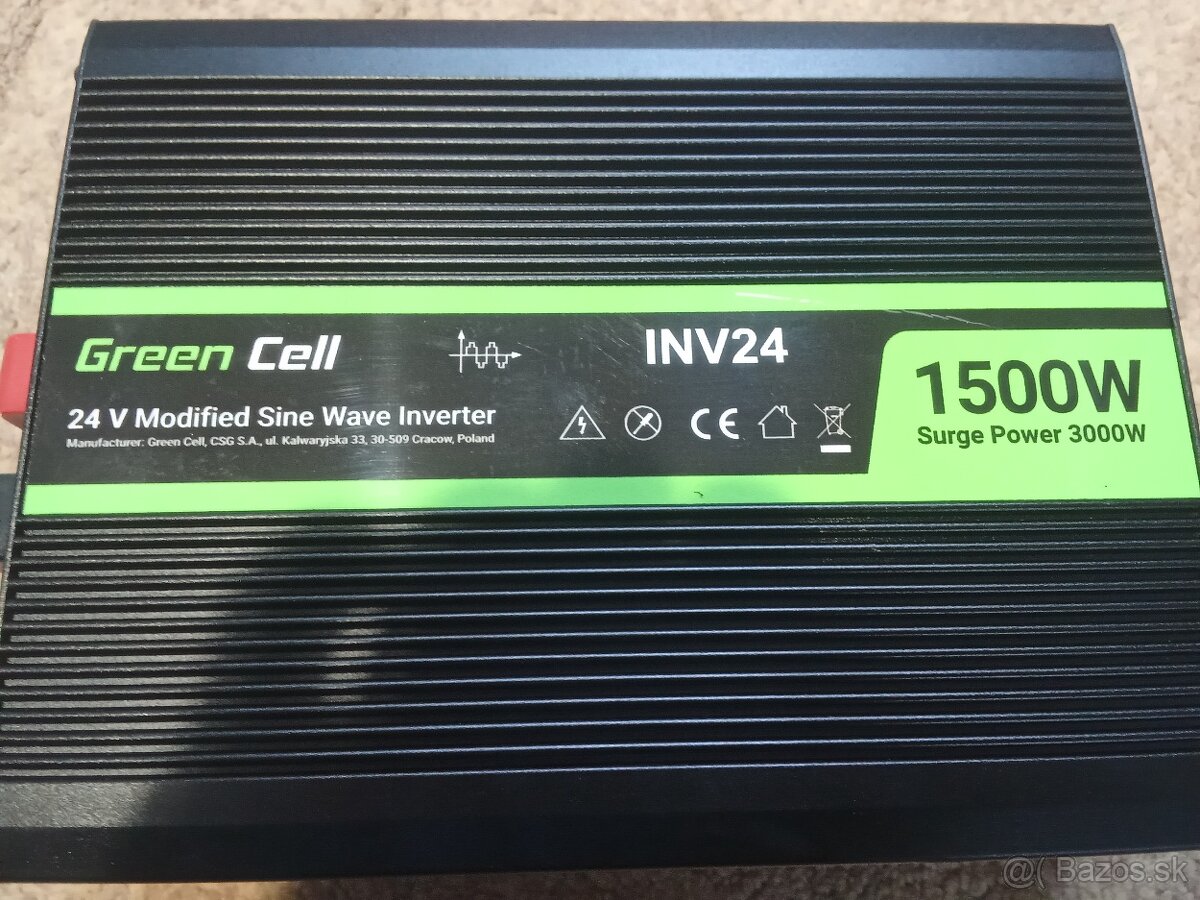 Green Cell
INV24
24 V Modified Sine Wave Inverter
Manufacturer: Green Cell, CSG S.A., ul. Kalwaryjska 33, 30-509 Cracow, Poland
CE
1500W
Surge Power 3000W
@( Bazos.sk